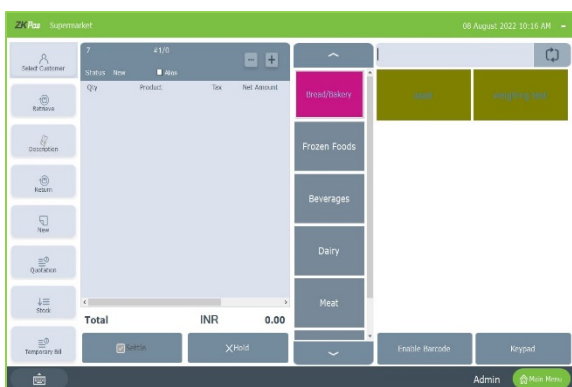 ZKPos Supermarket
08 August 2022 10:16 AM
Select Customer
Retrieve
Description
Return
New
Quotation
Stock
Temporary Bill
7 #1/0
Status New
Qty Product Tax Net Amount
Total INR 0.00
Settle
Hold
Bread/Bakery
Frozen Foods
Beverages
Dairy
Meat
Enable Barcode
Keypad
Admin
Main Menu